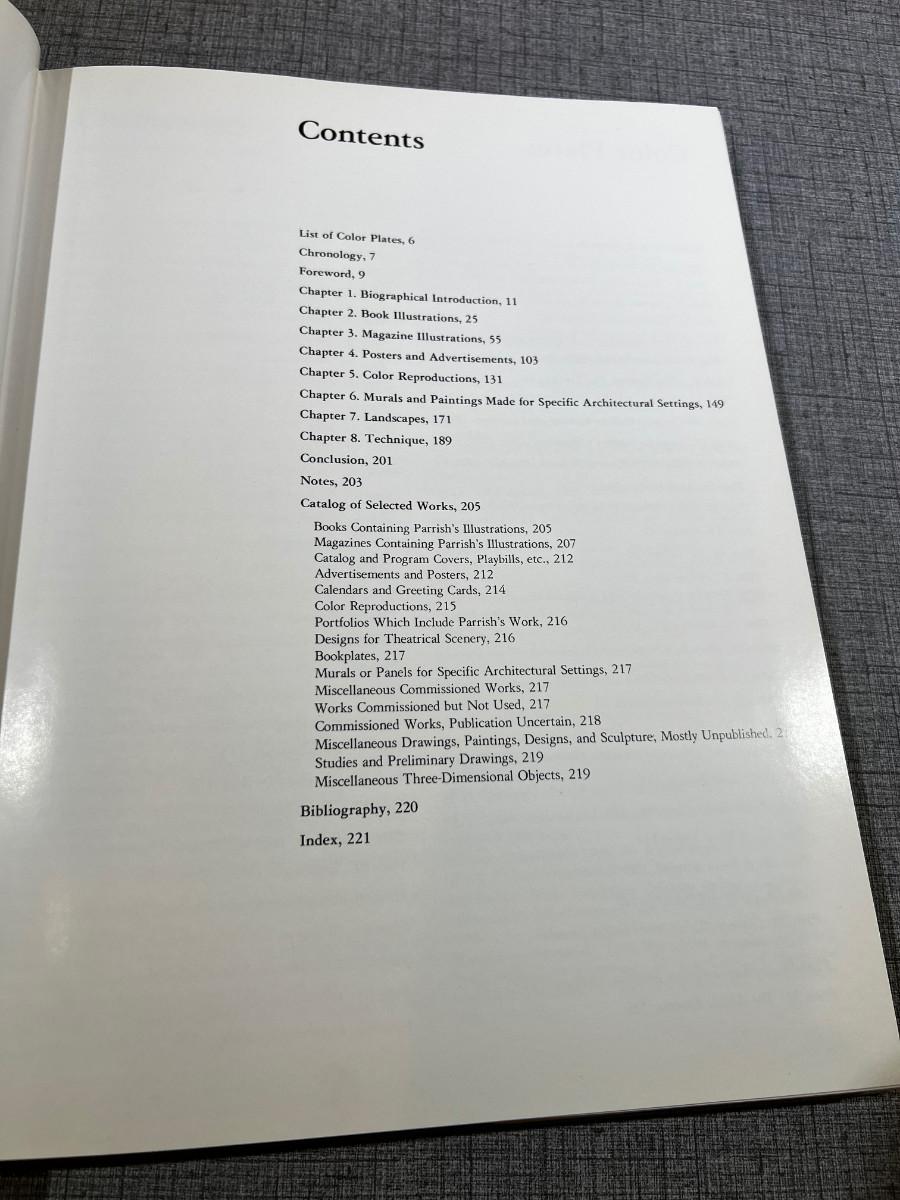 Contents
List of Color Plates, 6
Chronology, 7
Foreword, 9
Chapter 1. Biographical Introduction, 11
Chapter 2. Book Illustrations, 25
Chapter 3. Magazine Illustrations, 55
Chapter 4. Posters and Advertisements, 103
Chapter 5. Color Reproductions, 131
Chapter 6. Murals and Paintings Made for Specific Architectural Settings, 149
Chapter 7. Landscapes, 171
Chapter 8. Technique, 189
Conclusion, 201
Notes, 203
Catalog of Selected Works, 205
Books Containing Parrish's Illustrations, 205
Magazines Containing Parrish's Illustrations, 207
Catalog and Program Covers, Playbills, etc., 212
Advertisements and Posters, 212
Calendars and Greeting Cards, 214
Color Reproductions, 215
Portfolios Which Include Parrish's Work, 216
Designs for Theatrical Scenery, 216
Bookplates, 217
Murals or Panels for Specific Architectural Settings, 217
Miscellaneous Commissioned Works, 217
Works Commissioned but Not Used, 217
Commissioned Works, Publication Uncertain, 218
Miscellaneous Drawings, Paintings, Designs, and Sculpture, Mostly Unpublished,
Studies and Preliminary Drawings, 219
Miscellaneous Three-Dimensional Objects, 219
Bibliography, 220
Index, 221